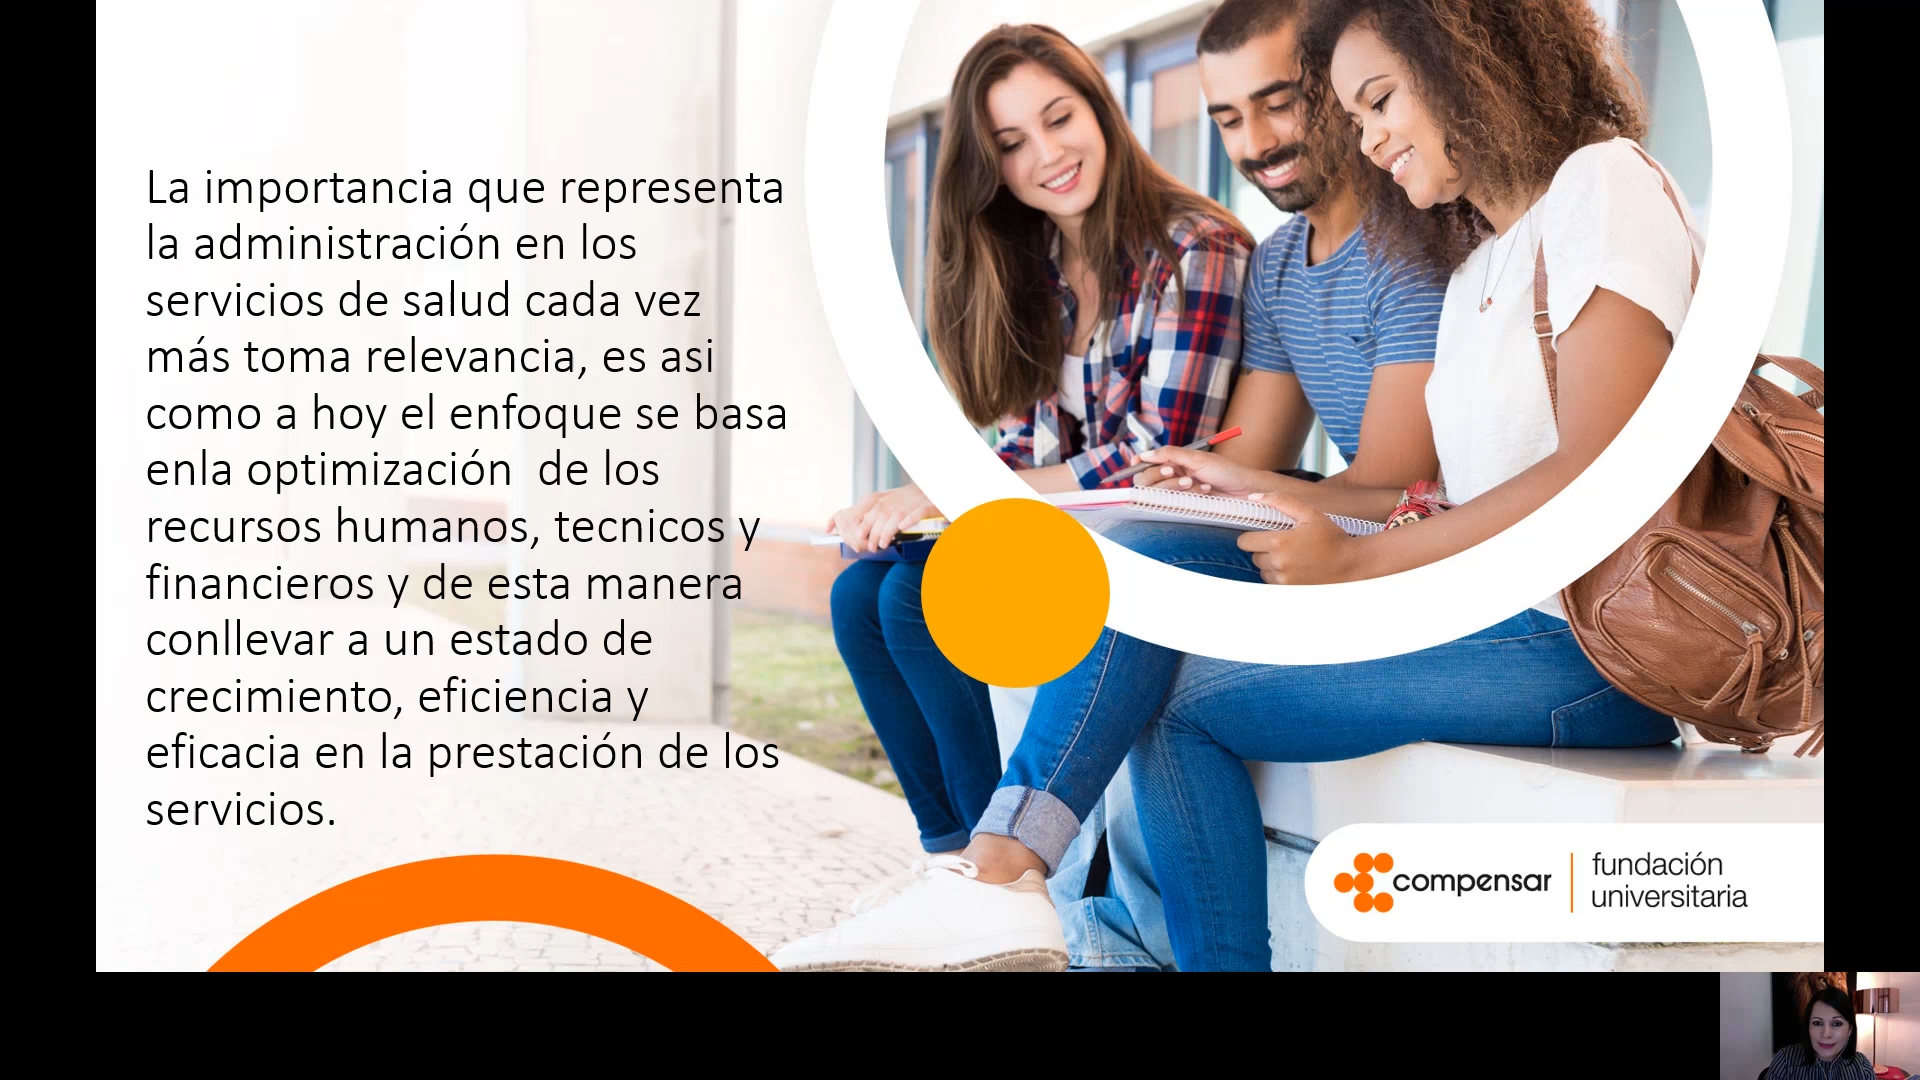 La importancia que representa
la administración en los
servicios de salud cada vez
más toma relevancia, es asi
como a hoy el enfoque se basa
enla optimización  de los
recursos humanos, tecnicos y
financieros y de esta manera
conllevar a un estado de
crecimiento, eficiencia y
eficacia en la prestación de los
servicios.
compensar
fundación
universitaria